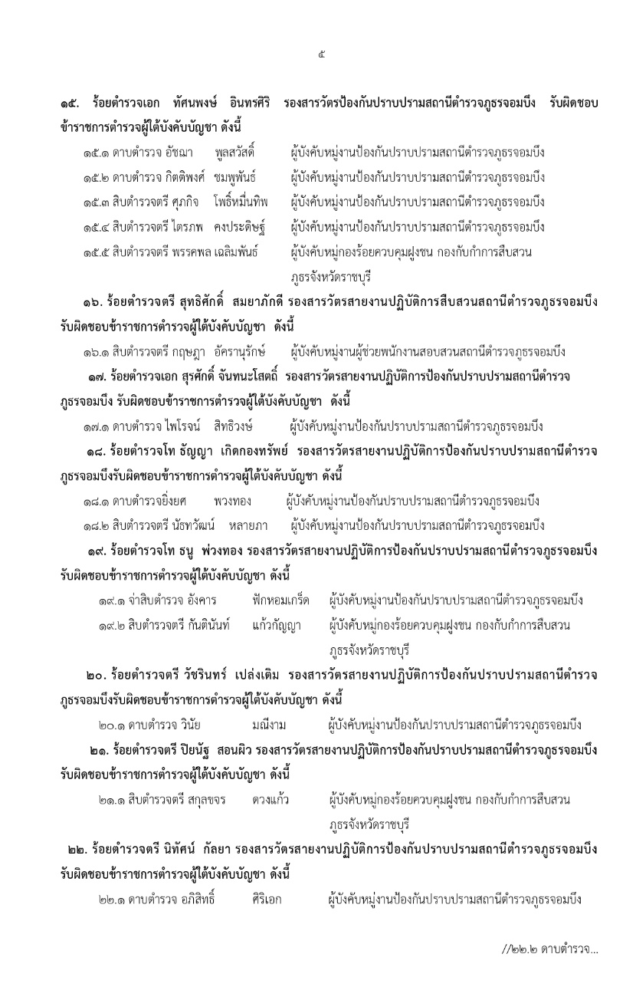 ๕
๑๕. ร้อยตำรวจเอก ทัศนพงษ์ อินทรศิริ รองสารวัตรป้องกันปราบปรามสถานีตำรวจภูธรจอมบึง รับผิดชอบ
ข้าราชการตำรวจผู้ใต้บังคับบัญชา ดังนี้
๑๕.๑ ดาบตำรวจ อัชฌา พูลสวัสดิ์ ผู้บังคับหมู่งานป้องกันปราบปรามสถานีตำรวจภูธรจอมบึง
๑๕.๒ ดาบตำรวจ กิตติพงศ์ ชมพูพันธ์ ผู้บังคับหมู่งานป้องกันปราบปรามสถานีตำรวจภูธรจอมบึง
๑๕.๓ สิบตำรวจตรี ศุภกิจ โพธิ์หมื่นทิพ ผู้บังคับหมู่งานป้องกันปราบปรามสถานีตำรวจภูธรจอมบึง
๑๕.๔ สิบตำรวจตรี ไตรภพ คงประดิษฐ์ ผู้บังคับหมู่งานป้องกันปราบปรามสถานีตำรวจภูธรจอมบึง
๑๕.๕ สิบตำรวจตรี พรรคพล เฉลิมพันธ์ ผู้บังคับหมู่กองร้อยควบคุมฝูงชน กองกับกำการสืบสวน
ภูธรจังหวัดราชบุรี
๑๖. ร้อยตำรวจตรี สุทธิศักดิ์ สมยาภักดี รองสารวัตรสายงานปฏิบัติการสืบสวนสถานีตำรวจภูธรจอมบึง
รับผิดชอบข้าราชการตำรวจผู้ใต้บังคับบัญชา ดังนี้
๑๖.๑ สิบตำรวจตรี กฤษฎา อัครานุรักษ์ ผู้บังคับหมู่งานผู้ช่วยพนักงานสอบสวนสถานีตำรวจภูธรจอมบึง
๑๗. ร้อยตำรวจเอก สุรศักดิ์ จันทนะโสตถิ์ รองสารวัตรสายงานปฏิบัติการป้องกันปราบปรามสถานีตำรวจ
ภูธรจอมบึง รับผิดชอบข้าราชการตำรวจผู้ใต้บังคับบัญชา ดังนี้
๑๗.๑ ดาบตำรวจ ไพโรจน์ สิทธิวงษ์ ผู้บังคับหมู่งานป้องกันปราบปรามสถานีตำรวจภูธรจอมบึง
๑๘. ร้อยตำรวจโท ธัญญา เกิดกองทรัพย์ รองสารวัตรสายงานปฏิบัติการป้องกันปราบปรามสถานีตำรวจ
ภูธรจอมบึงรับผิดชอบข้าราชการตำรวจผู้ใต้บังคับบัญชา ดังนี้
๑๘.๑ ดาบตำรวจยิ่งยศ พวงทอง ผู้บังคับหมู่งานป้องกันปราบปรามสถานีตำรวจภูธรจอมบึง
๑๘.๒ สิบตำรวจตรี นัธทวัฒน์ หลายภา ผู้บังคับหมู่งานป้องกันปราบปรามสถานีตำรวจภูธรจอมบึง
๑๙. ร้อยตำรวจโท ธนู พ่วงทอง รองสารวัตรสายงานปฏิบัติการป้องกันปราบปรามสถานีตำรวจภูธรจอมบึง
รับผิดชอบข้าราชการตำรวจผู้ใต้บังคับบัญชา ดังนี้
๑๙.๑ จ่าสิบตำรวจ อังคาร ฟักหอมเกร็ด ผู้บังคับหมู่งานป้องกันปราบปรามสถานีตำรวจภูธรจอมบึง
๑๙.๒ สิบตำรวจตรี กันตินันท์ แก้วกัญญา ผู้บังคับหมู่กองร้อยควบคุมฝูงชน กองกับกำการสืบสวน
ภูธรจังหวัดราชบุรี
๒๐. ร้อยตำรวจตรี วัชรินทร์ เปล่งเติม รองสารวัตรสายงานปฏิบัติการป้องกันปราบปรามสถานีตำรวจ
ภูธรจอมบึงรับผิดชอบข้าราชการตำรวจผู้ใต้บังคับบัญชา ดังนี้
๒๐.๑ ดาบตำรวจ วินัย มณีงาม ผู้บังคับหมู่งานป้องกันปราบปรามสถานีตำรวจภูธรจอมบึง
๒๑. ร้อยตำรวจตรี ปิยนัฐ สอนผิว รองสารวัตรสายงานปฏิบัติการป้องกันปราบปรามสถานีตำรวจภูธรจอมบึง
รับผิดชอบข้าราชการตำรวจผู้ใต้บังคับบัญชา ดังนี้
๒๑.๑ สิบตำรวจตรี สกุลขจร ดวงแก้ว ผู้บังคับหมู่กองร้อยควบคุมฝูงชน กองกับกำการสืบสวน
ภูธรจังหวัดราชบุรี
๒๒. ร้อยตำรวจตรี นิทัศน์ กัลยา รองสารวัตรสายงานปฏิบัติการป้องกันปราบปรามสถานีตำรวจภูธรจอมบึง
รับผิดชอบข้าราชการตำรวจผู้ใต้บังคับบัญชา ดังนี้
๒๒.๑ ดาบตำรวจ อภิสิทธิ์ ศิริเอก ผู้บังคับหมู่งานป้องกันปราบปรามสถานีตำรวจภูธรจอมบึง
//๒๒.๒ ดาบตำรวจ...